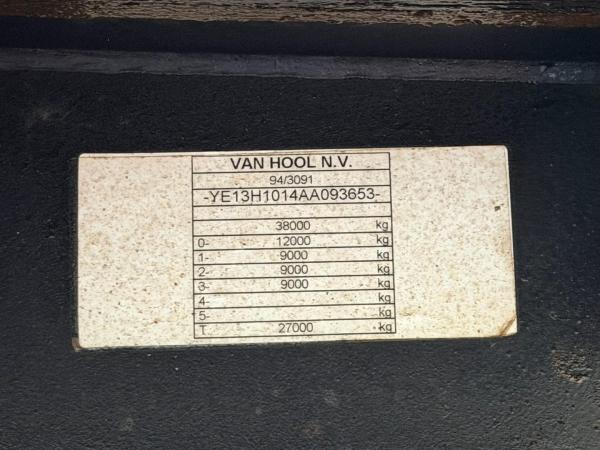 VAN HOOL N.V.
94/3091
-YE13H1014AA093653-
38000 kg
0- 12000 kg
1- 9000 kg
2- 9000 kg
3- 9000 kg
4- kg
5- kg
T 27000 kg